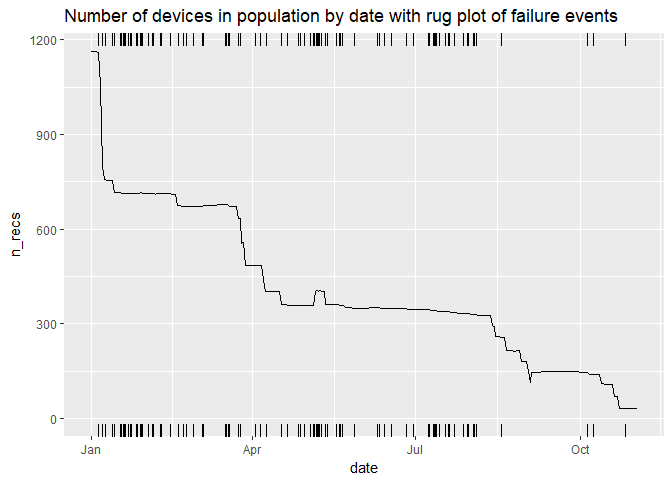 Number of devices in population by date with rug plot of failure events
1200
900
600
300
0
n_recs
Jan Apr Jul Oct
date